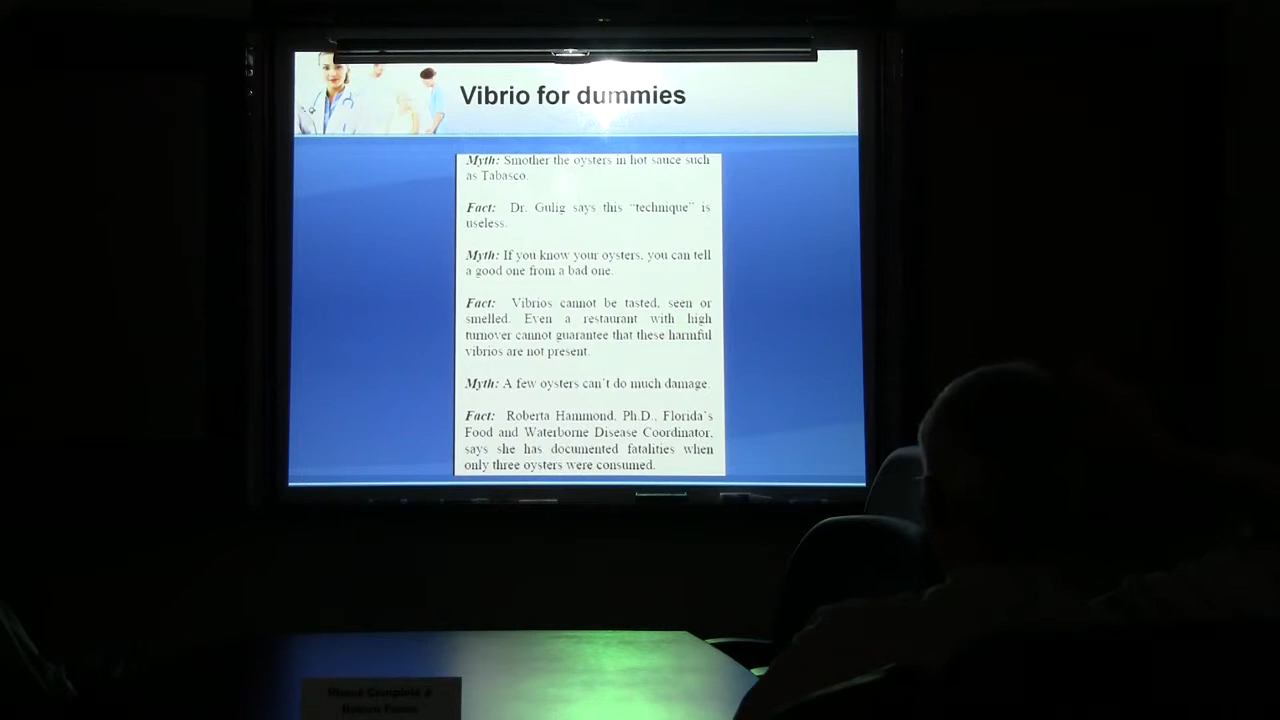 Vibrio for dummies
Myth: Smother the oysters in hot sauce such
as Tabasco.
Fact: Dr. Gulig says this “technique” is
useless.
Myth: If you know your oysters, you can tell
a good one from a bad one.
Fact: Vibrios cannot be tasted, seen or
smelled. Even a restaurant with high
turnover cannot guarantee that these harmful
vibrios are not present.
Myth: A few oysters can’t do much damage.
Fact: Roberta Hammond, Ph.D., Florida’s
Food and Waterborne Disease Coordinator,
says she has documented fatalities when
only three oysters were consumed.
Please Complete &
Return Forms